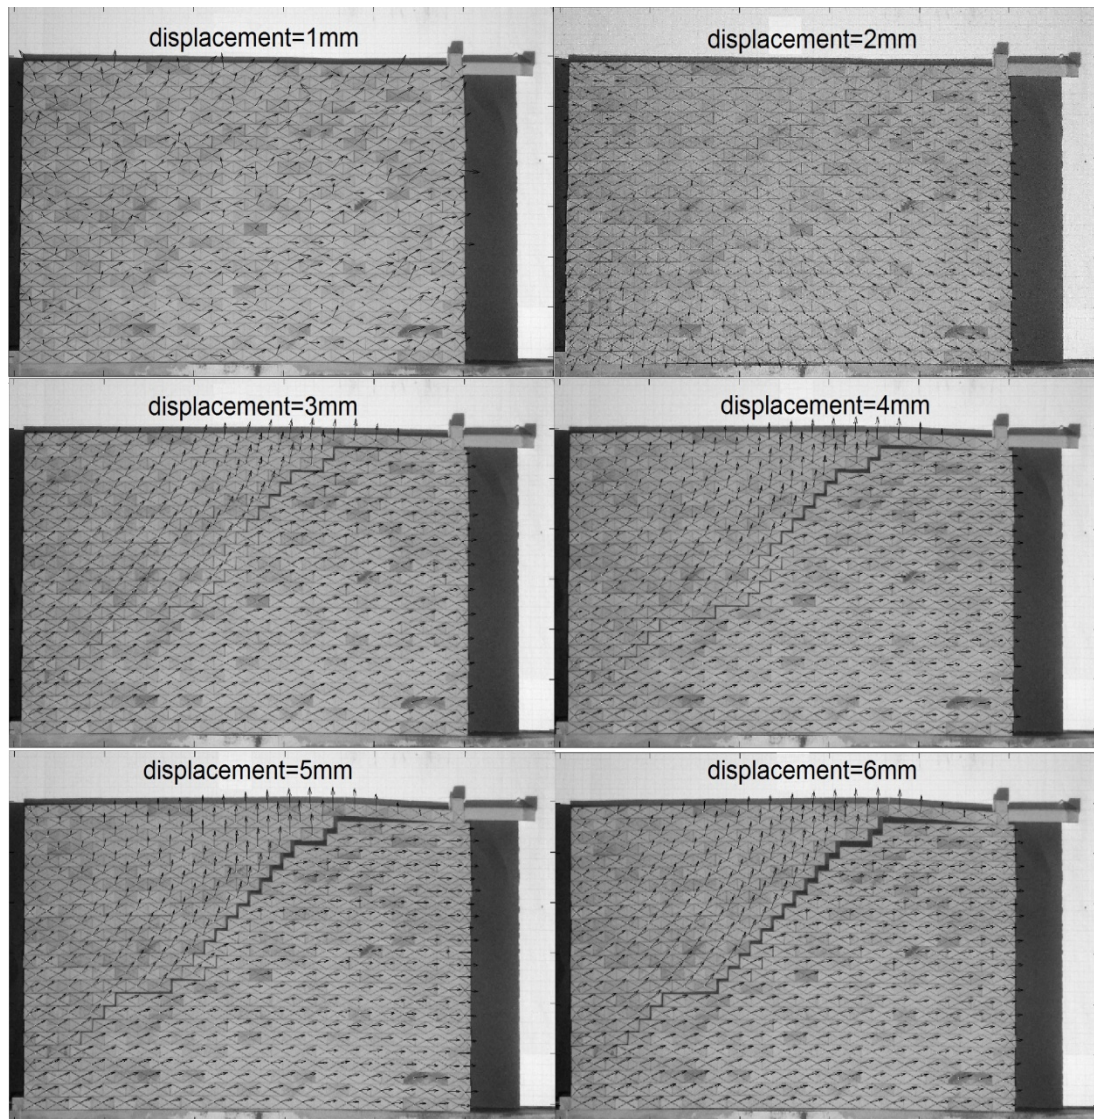 displacement=1mm
displacement=2mm
displacement=3mm
displacement=4mm
displacement=5mm
displacement=6mm